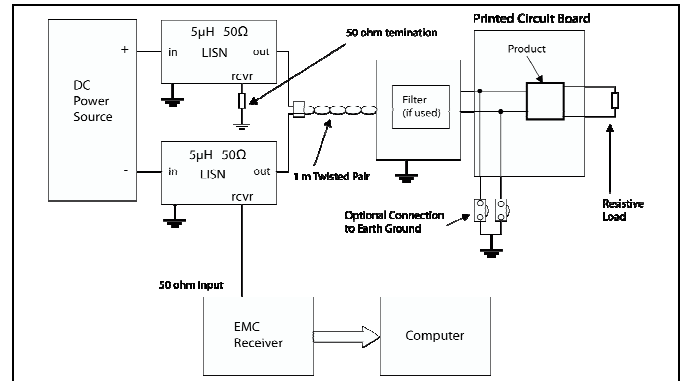 Printed Circuit Board
5μH 50Ω
LISN
in
out
rcvr
50 ohm temination
Product
+
DC
Power
Source
Filter
(if used)
-
5μH 50Ω
LISN
in
out
rcvr
1 m Twisted Pair
Optional Connection
to Earth Ground
Resistive
Load
50 ohm input
EMC
Receiver
Computer